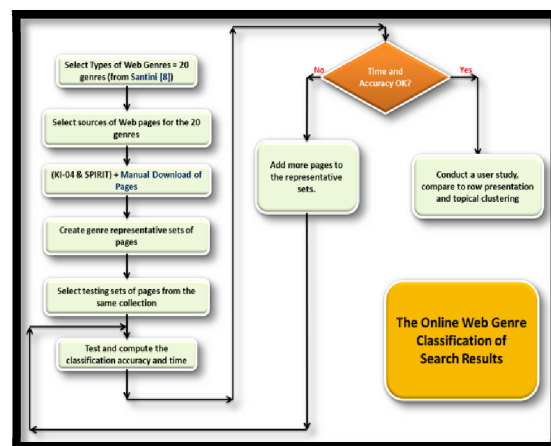 Select Types of Web Genres = 20
genres (from Santini [8])
Select sources of Web pages for the 20
genres
(KI-04 & SPIRIT) + Manual Download of
Pages
Create genre representative sets of
pages
Select testing sets of pages from the
same collection
Test and compute the
classification accuracy and time
Time and
Accuracy OK?
No
Yes
Add more pages to
the representative
sets.
Conduct a user study,
compare to row presentation
and topical clustering
The Online Web Genre
Classification of
Search Results